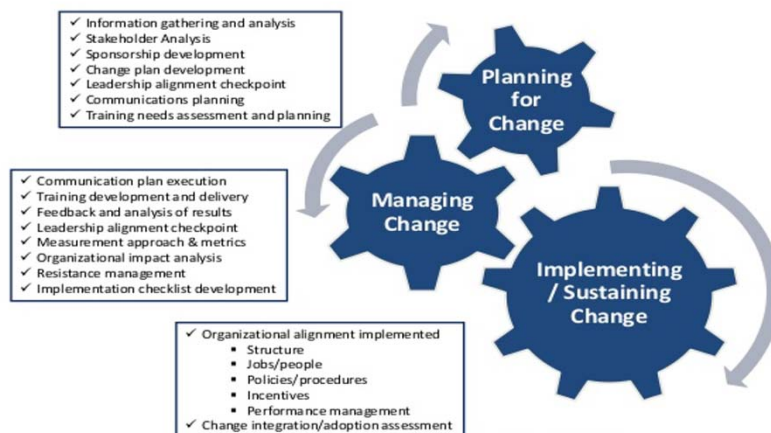 ✓ Information gathering and analysis
✓ Stakeholder Analysis
✓ Sponsorship development
✓ Change plan development
✓ Leadership alignment checkpoint
✓ Communications planning
✓ Training needs assessment and planning
Planning
for
Change
✓ Communication plan execution
✓ Training development and delivery
✓ Feedback and analysis of results
✓ Leadership alignment checkpoint
✓ Measurement approach & metrics
✓ Organizational impact analysis
✓ Resistance management
✓ Implementation checklist development
Managing
Change
Implementing
/ Sustaining
Change
✓ Organizational alignment implemented
▪ Structure
▪ Jobs/people
▪ Policies/procedures
▪ Incentives
▪ Performance management
✓ Change integration/adoption assessment